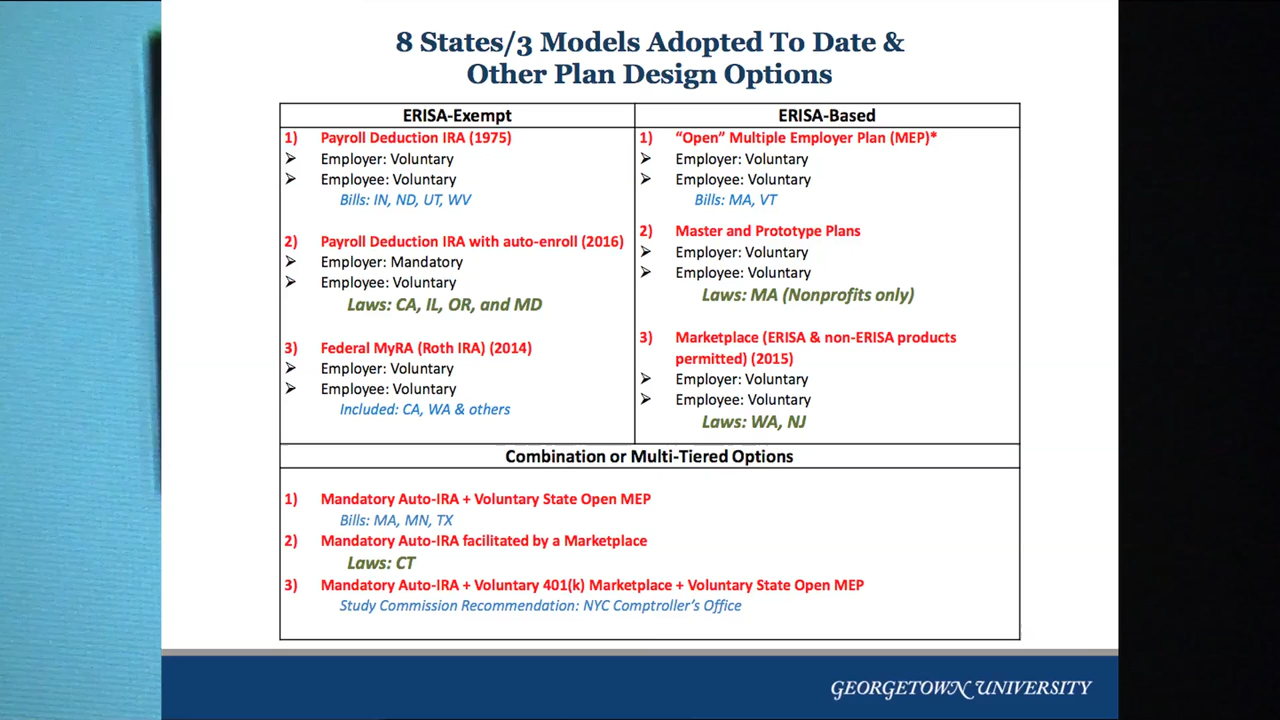 8 States/3 Models Adopted To Date &
Other Plan Design Options
ERISA-Exempt
1) Payroll Deduction IRA (1975)
➢ Employer: Voluntary
➢ Employee: Voluntary
Bills: IN, ND, UT, WV
2) Payroll Deduction IRA with auto-enroll (2016)
➢ Employer: Mandatory
➢ Employee: Voluntary
Laws: CA, IL, OR, and MD
3) Federal MyRA (Roth IRA) (2014)
➢ Employer: Voluntary
➢ Employee: Voluntary
Included: CA, WA & others
ERISA-Based
1) “Open” Multiple Employer Plan (MEP)*
➢ Employer: Voluntary
➢ Employee: Voluntary
Bills: MA, VT
2) Master and Prototype Plans
➢ Employer: Voluntary
➢ Employee: Voluntary
Laws: MA (Nonprofits only)
3) Marketplace (ERISA & non-ERISA products
permitted) (2015)
➢ Employer: Voluntary
➢ Employee: Voluntary
Laws: WA, NJ
Combination or Multi-Tiered Options
1) Mandatory Auto-IRA + Voluntary State Open MEP
Bills: MA, MN, TX
2) Mandatory Auto-IRA facilitated by a Marketplace
Laws: CT
3) Mandatory Auto-IRA + Voluntary 401(k) Marketplace + Voluntary State Open MEP
Study Commission Recommendation: NYC Comptroller’s Office
GEORGETOWN UNIVERSITY